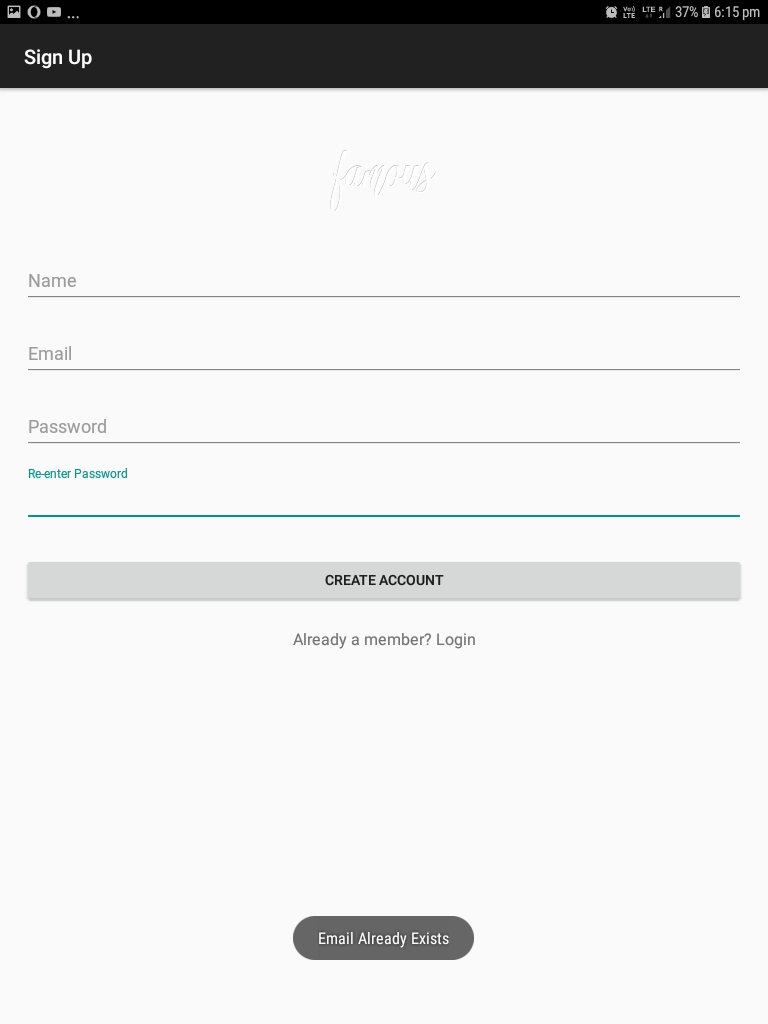 ... 37% 6:15 pm
Sign Up
famous
Name
Email
Password
Re-enter Password
CREATE ACCOUNT
Already a member? Login
Email Already Exists